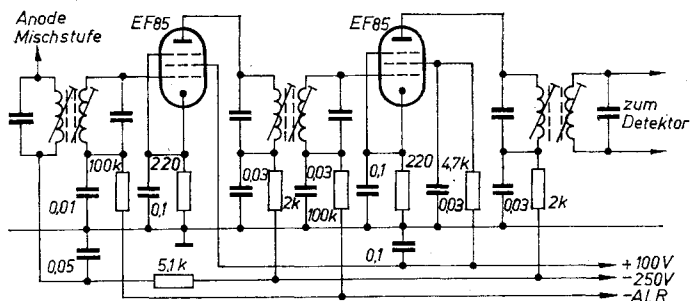 Anode
Mischstufe
EF85
EF85
zum
Detektor
100k
220
0,01
0,1
0,03
2k
0,03
100k
0,1
220
4,7k
0,03
0,03
2k
0,05
5,1k
0,1
+100V
-250V
-ALR